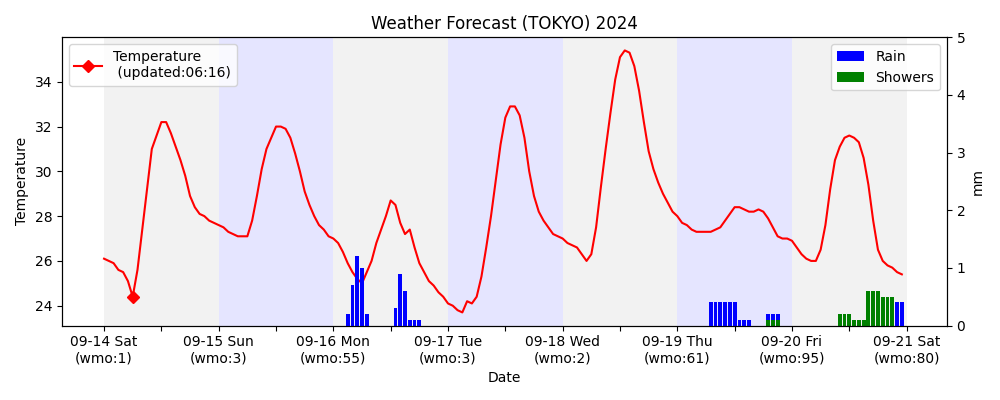 Weather Forecast (TOKYO) 2024
Temperature
(updated:06:16)
Rain
Showers
34
32
30
28
26
24
Temperature
5
4
3
2
1
0
mm
09-14 Sat
(wmo:1)
09-15 Sun
(wmo:3)
09-16 Mon
(wmo:55)
09-17 Tue
(wmo:3)
09-18 Wed
(wmo:2)
09-19 Thu
(wmo:61)
09-20 Fri
(wmo:95)
09-21 Sat
(wmo:80)
Date